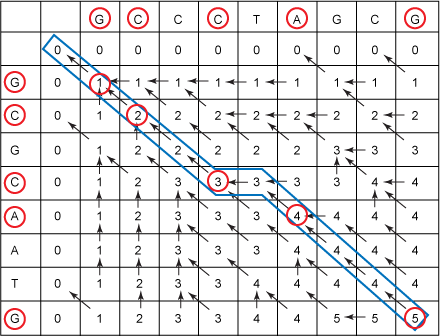 G C C C T A G C G
0 0 0 0 0 0 0 0 0 0
G 0 1 1 1 1 1 1 1 1 1
C 0 1 2 2 2 2 2 2 2 2
G 0 1 2 2 2 2 2 3 3 3
C 0 1 2 3 3 3 3 3 4 4
A 0 1 2 3 3 3 4 4 4 4
A 0 1 2 3 3 3 4 4 4 4
T 0 1 2 3 3 4 4 4 4 4
G 0 1 2 3 3 4 4 5 5 5